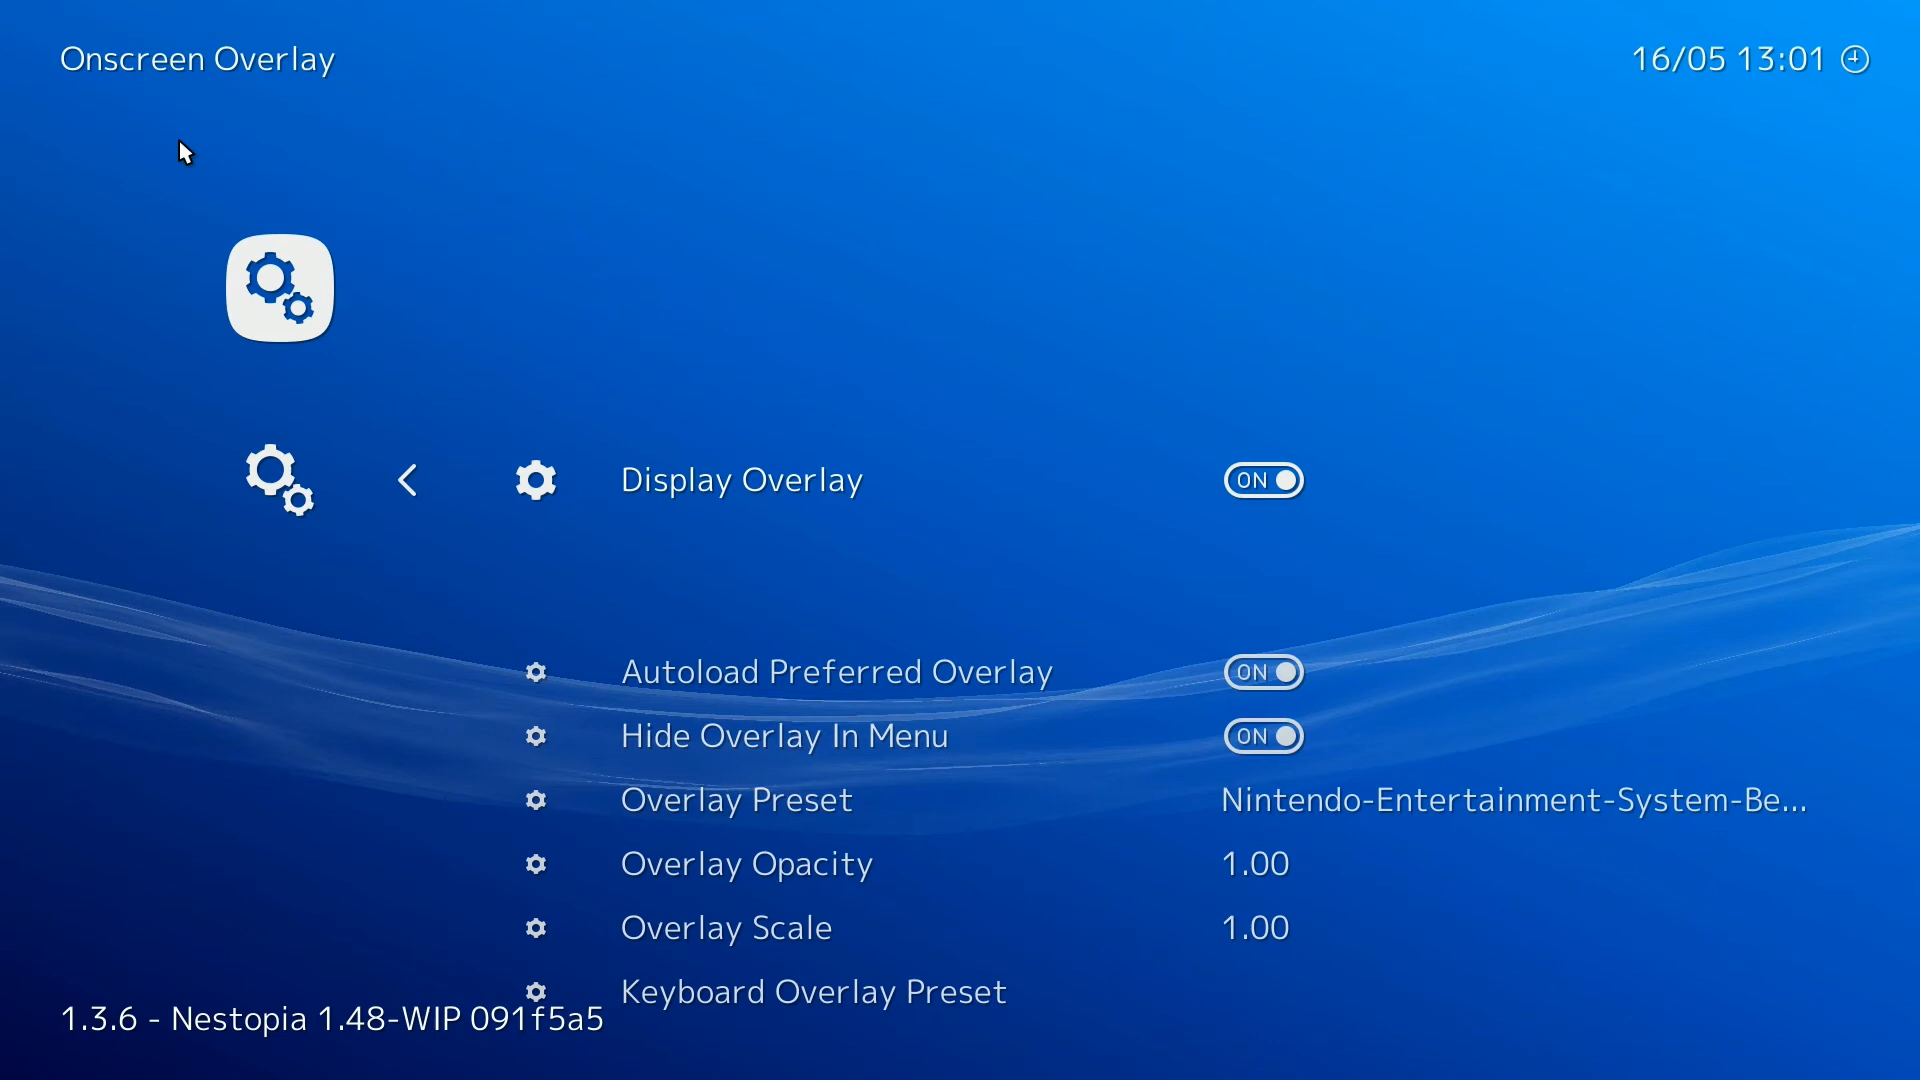 Onscreen Overlay
16/05 13:01
Display Overlay ON
Autoload Preferred Overlay ON
Hide Overlay In Menu ON
Overlay Preset Nintendo-Entertainment-System-Be...
Overlay Opacity 1.00
Overlay Scale 1.00
Keyboard Overlay Preset
1.3.6 - Nestopia 1.48-WIP 091f5a5